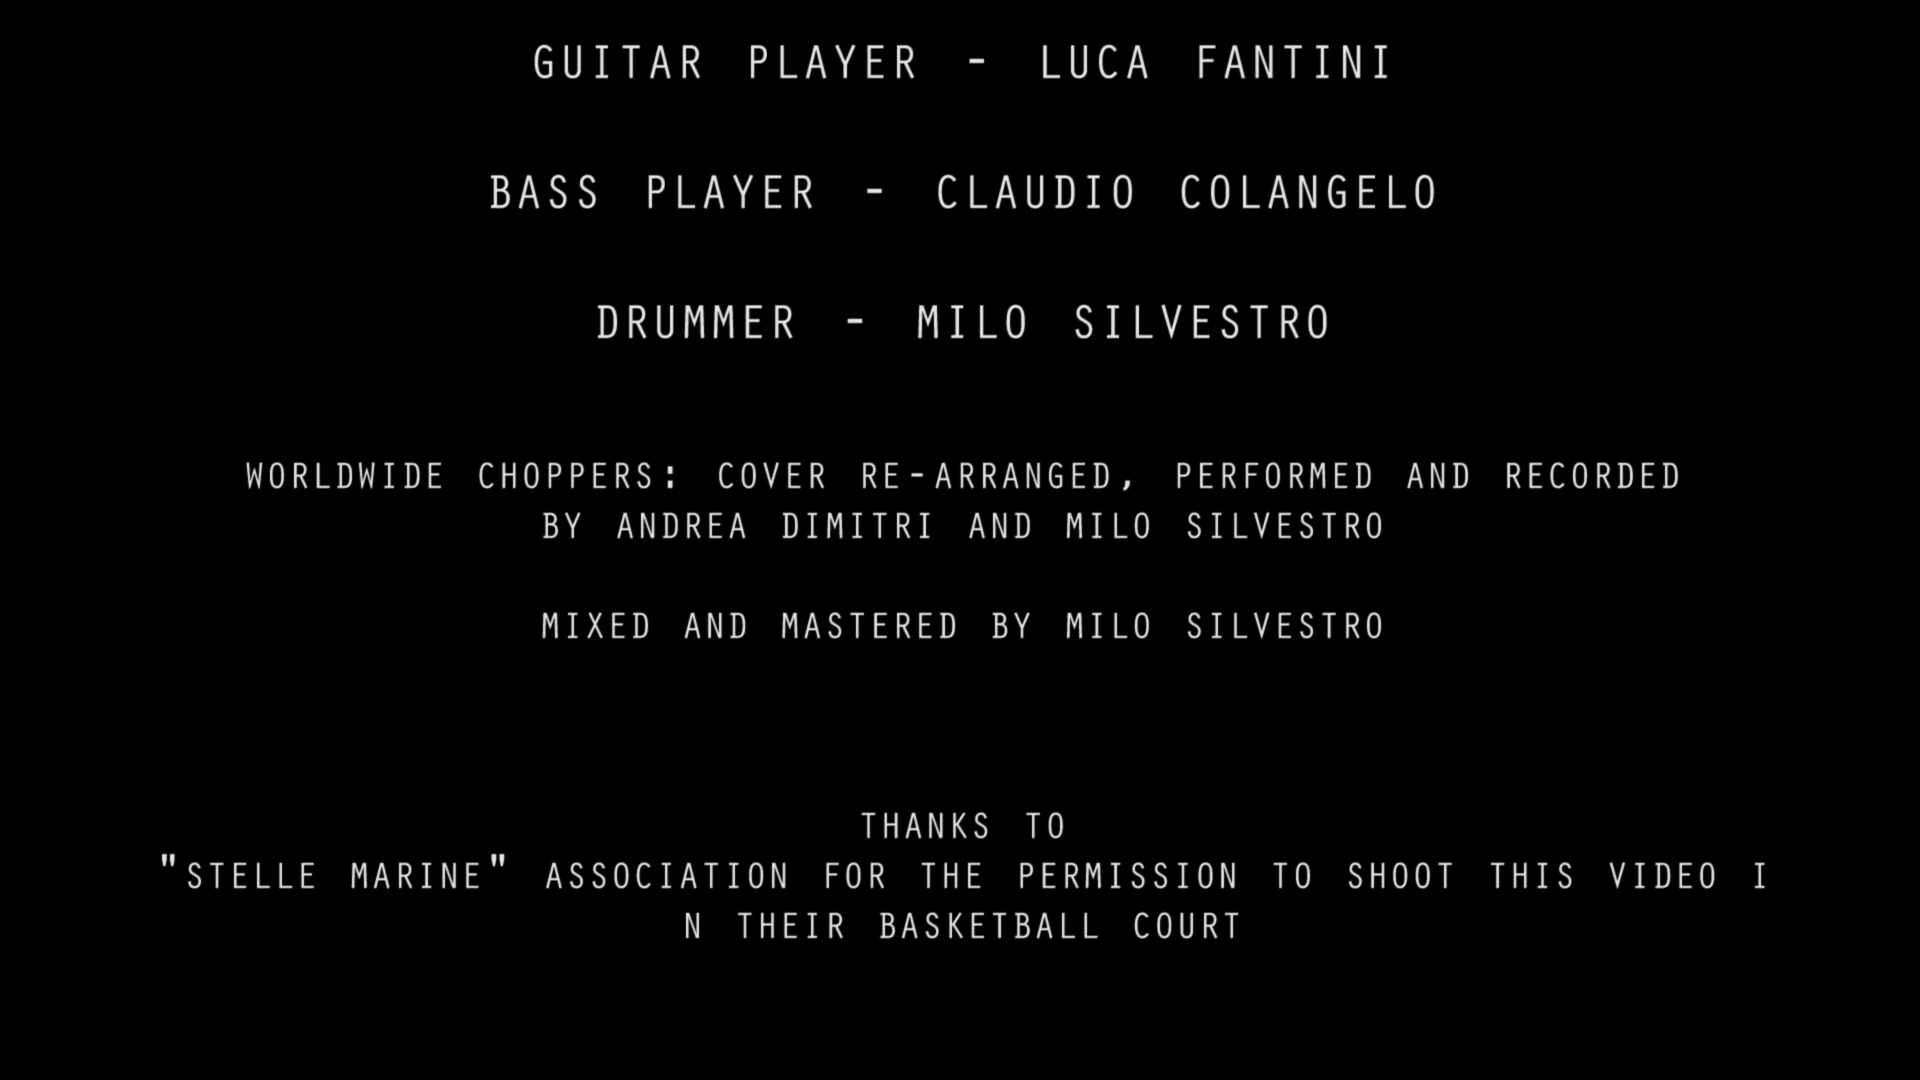 GUITAR PLAYER - LUCA FANTINI
BASS PLAYER - CLAUDIO COLANGELO
DRUMMER - MILO SILVESTRO
WORLDWIDE CHOPPERS: COVER RE-ARRANGED, PERFORMED AND RECORDED
BY ANDREA DIMITRI AND MILO SILVESTRO
MIXED AND MASTERED BY MILO SILVESTRO
THANKS TO
"STELLE MARINE" ASSOCIATION FOR THE PERMISSION TO SHOOT THIS VIDEO I
N THEIR BASKETBALL COURT